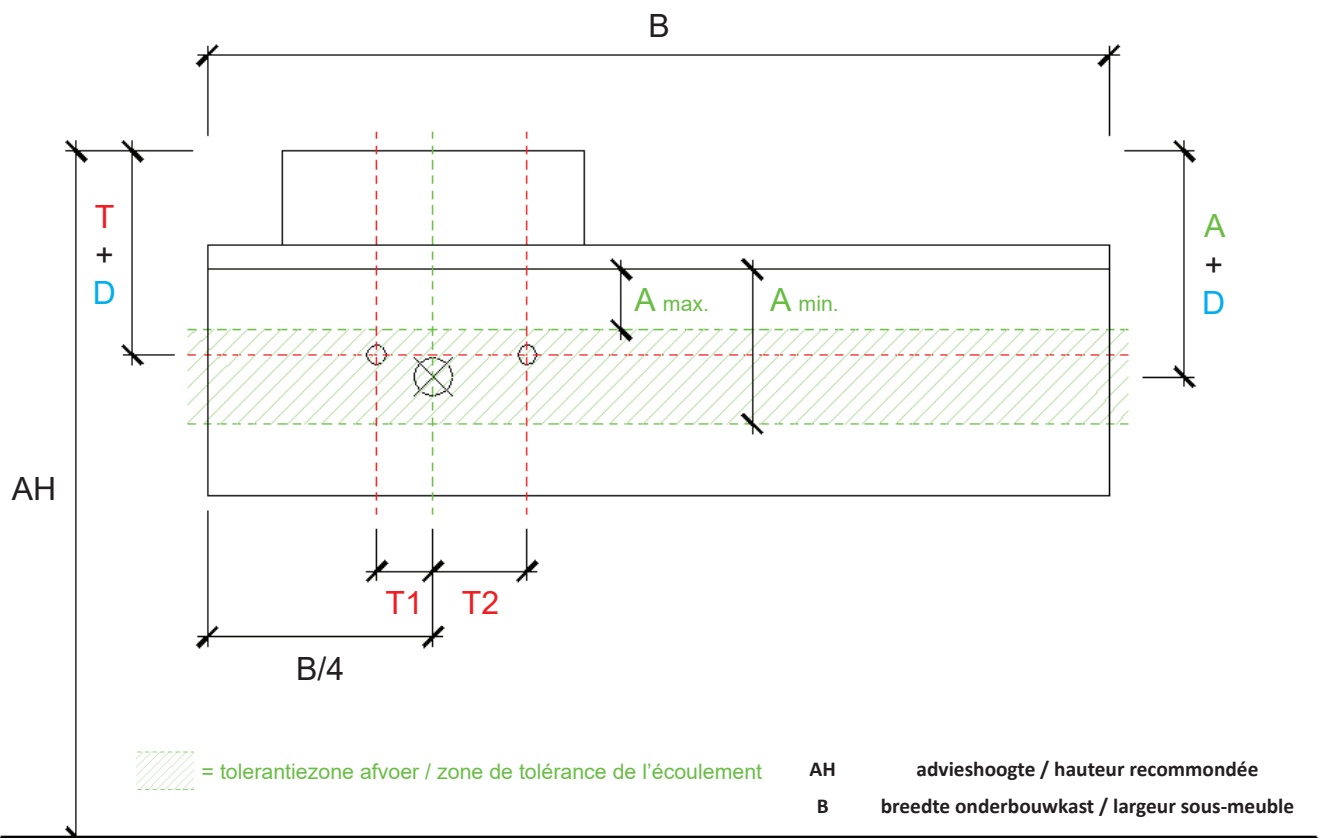 B
T
+
D
A
+
D
A max.
A min.
AH
T1
T2
B/4
= tolerantiezone afvoer / zone de tolérance de l'écoulement
AH advieshoogte / hauteur recommondée
B breedte onderbouwkast / largeur sous-meuble